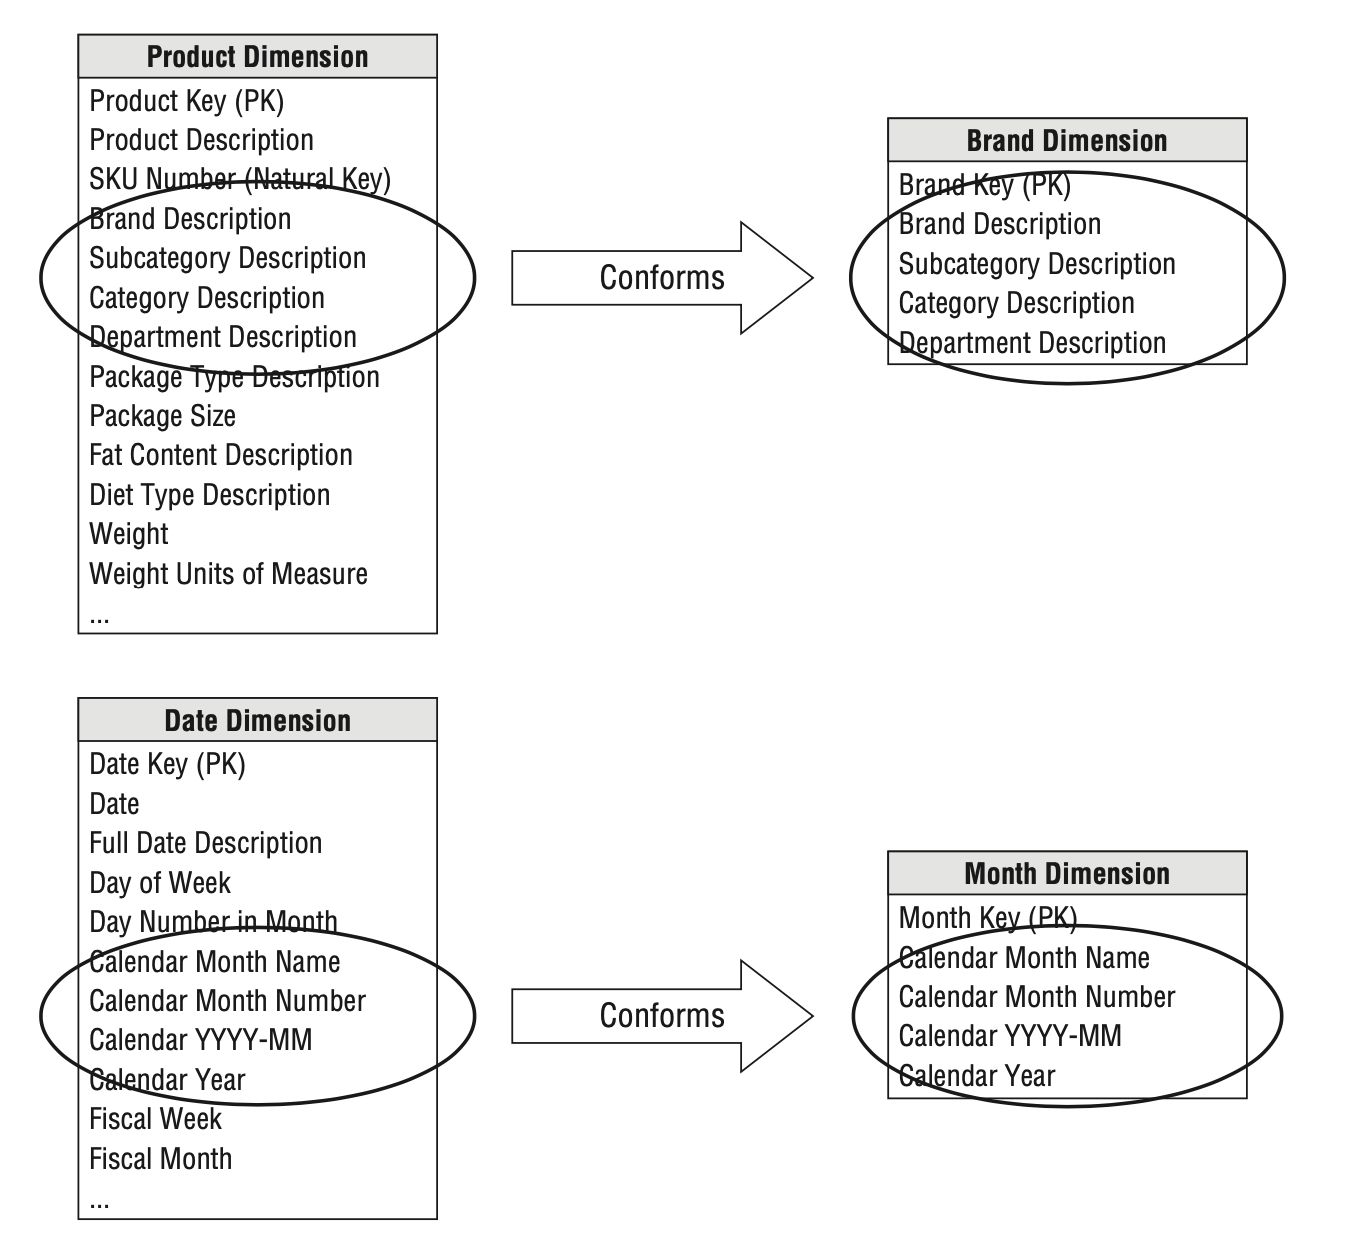 Product Dimension
Product Key (PK)
Product Description
SKU Number (Natural Key)
Brand Description
Subcategory Description
Category Description
Department Description
Package Type Description
Package Size
Fat Content Description
Diet Type Description
Weight
Weight Units of Measure
...
Conforms
Brand Dimension
Brand Key (PK)
Brand Description
Subcategory Description
Category Description
Department Description
Date Dimension
Date Key (PK)
Date
Full Date Description
Day of Week
Day Number in Month
Calendar Month Name
Calendar Month Number
Calendar YYYY-MM
Calendar Year
Fiscal Week
Fiscal Month
...
Conforms
Month Dimension
Month Key (PK)
Calendar Month Name
Calendar Month Number
Calendar YYYY-MM
Calendar Year